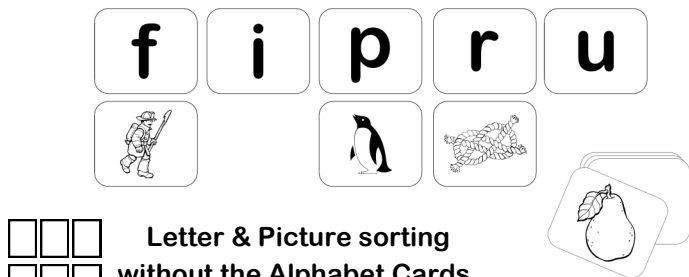 f i p r u
Letter & Picture sorting
without the Alphabet Cards